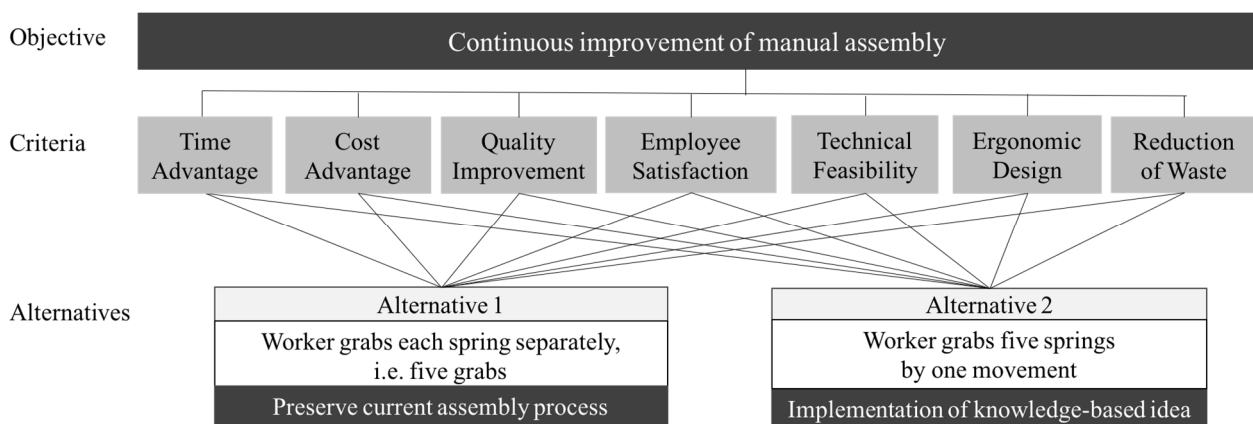 Objective
Continuous improvement of manual assembly
Criteria
Time
Advantage
Cost
Advantage
Quality
Improvement
Employee
Satisfaction
Technical
Feasibility
Ergonomic
Design
Reduction
of Waste
Alternatives
Alternative 1
Worker grabs each spring separately,
i.e. five grabs
Preserve current assembly process
Alternative 2
Worker grabs five springs
by one movement
Implementation of knowledge-based idea